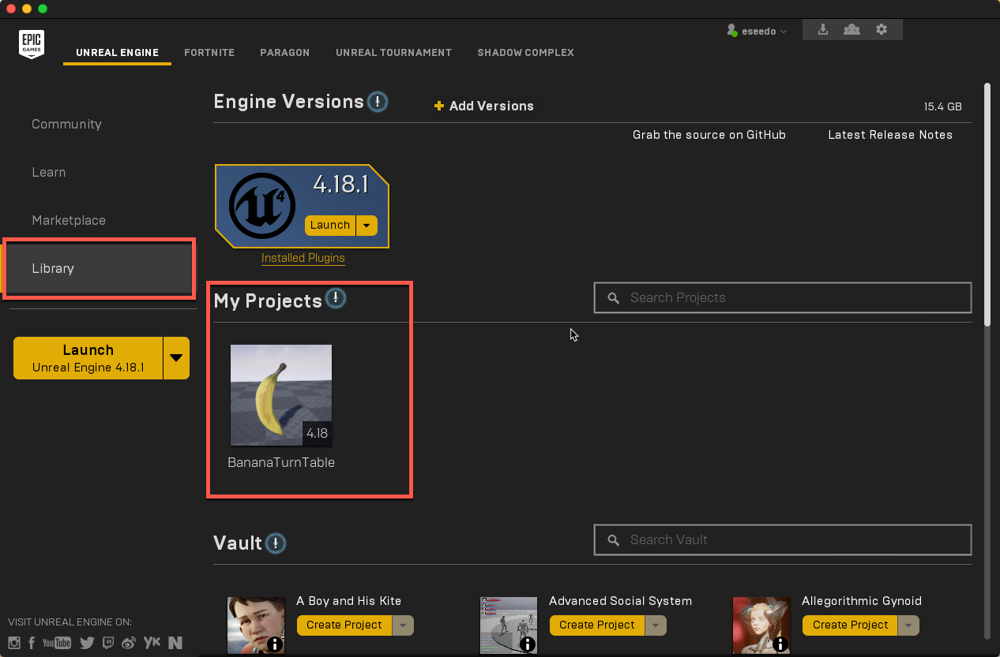 EPIC
GAMES
UNREAL ENGINE
FORTNITE
PARAGON
UNREAL TOURNAMENT
SHADOW COMPLEX
eseedo
Community
Learn
Marketplace
Library
Launch
Unreal Engine 4.18.1
VISIT UNREAL ENGINE ON:
You Tube
Engine Versions
+ Add Versions
15.4 GB
Grab the source on GitHub
Latest Release Notes
4
4.18.1
Launch
Installed Plugins
My Projects
Search Projects
4.18
BananaTurnTable
Vault
Search Vault
A Boy and His Kite
Create Project
Advanced Social System
Create Project
Allegorithmic Gynoid
Create Project